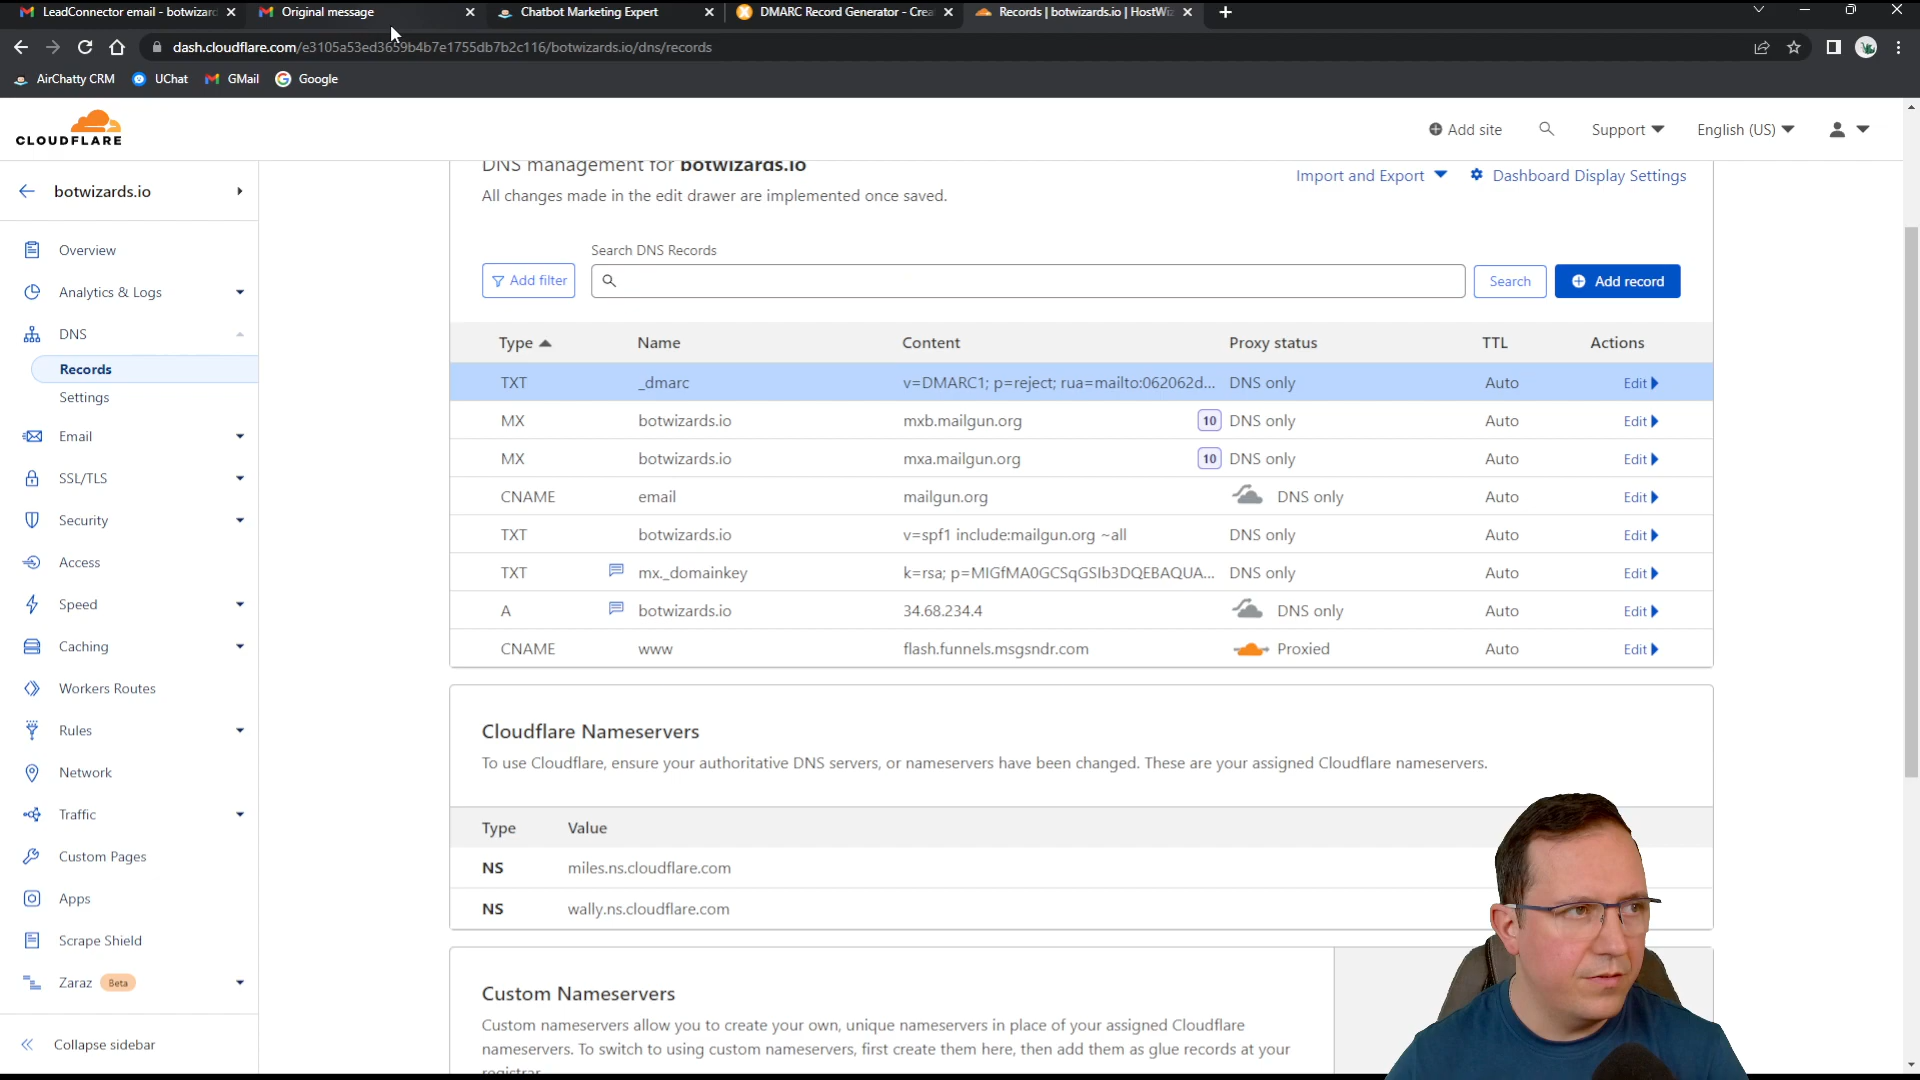 LeadConnector email - botwizard
Original message
Chatbot Marketing Expert
DMARC Record Generator - Crea
Records | botwizards.io | HostWiz
dash.cloudflare.com/e3105a53ed3659b4b7e1755db7b2c116/botwizards.io/dns/records
AirChatty CRM
UChat
GMail
Google
CLOUDFLARE
Add site
Support
English (US)
botwizards.io
Overview
Analytics & Logs
DNS
Records
Settings
Email
SSL/TLS
Security
Access
Speed
Caching
Workers Routes
Rules
Network
Traffic
Custom Pages
Apps
Scrape Shield
Zaraz Beta
Collapse sidebar
DNS management for botwizards.io
All changes made in the edit drawer are implemented once saved.
Import and Export
Dashboard Display Settings
Search DNS Records
Add filter
Search
Add record
Type Name Content Proxy status TTL Actions
TXT _dmarc v=DMARC1; p=reject; rua=mailto:062062d... DNS only Auto Edit
MX botwizards.io mxb.mailgun.org 10 DNS only Auto Edit
MX botwizards.io mxa.mailgun.org 10 DNS only Auto Edit
CNAME email mailgun.org DNS only Auto Edit
TXT botwizards.io v=spf1 include:mailgun.org ~all DNS only Auto Edit
TXT mx._domainkey k=rsa; p=MIGfMA0GCSqGSIb3DQEBAQUA... DNS only Auto Edit
A botwizards.io 34.68.234.4 DNS only Auto Edit
CNAME www flash.funnels.msgsndr.com Proxied Auto Edit
Cloudflare Nameservers
To use Cloudflare, ensure your authoritative DNS servers, or nameservers have been changed. These are your assigned Cloudflare nameservers.
Type Value
NS miles.ns.cloudflare.com
NS wally.ns.cloudflare.com
Custom Nameservers
Custom nameservers allow you to create your own, unique nameservers in place of your assigned Cloudflare
nameservers. To switch to using custom nameservers, first create them here, then add them as glue records at your
registrar.